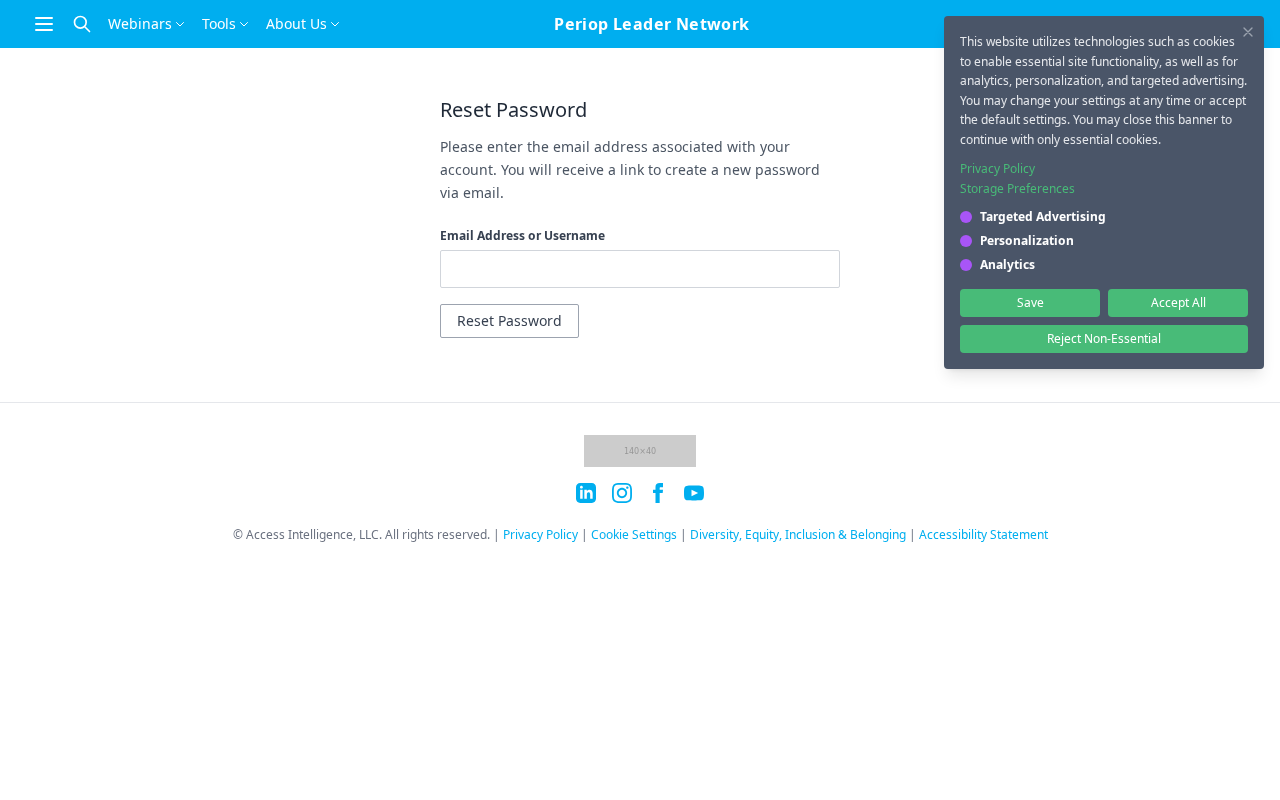 Webinars Tools About Us Periop Leader Network
Reset Password
Please enter the email address associated with your
account. You will receive a link to create a new password
via email.
Email Address or Username
Reset Password
This website utilizes technologies such as cookies
to enable essential site functionality, as well as for
analytics, personalization, and targeted advertising.
You may change your settings at any time or accept
the default settings. You may close this banner to
continue with only essential cookies.
Privacy Policy
Storage Preferences
Targeted Advertising
Personalization
Analytics
Save Accept All
Reject Non-Essential
140×40
© Access Intelligence, LLC. All rights reserved. | Privacy Policy | Cookie Settings | Diversity, Equity, Inclusion & Belonging | Accessibility Statement